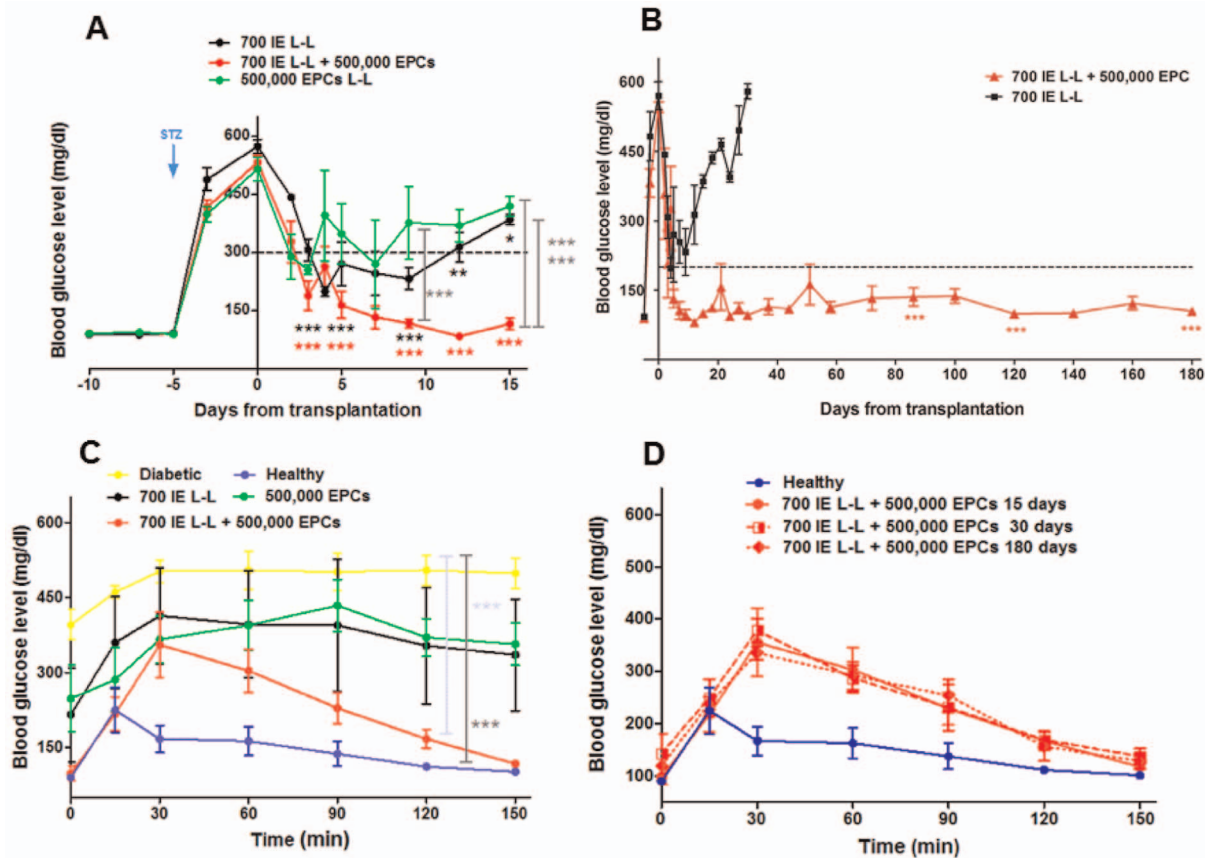 A
700 IE L-L
700 IE L-L + 500,000 EPCs
500,000 EPCs L-L
STZ
Blood glucose level (mg/dl)
600
450
300
150
***
***
***
***
***
***
***
***
**
*
***
***
***
-10 -5 0 5 10 15
Days from transplantation
B
700 IE L-L + 500,000 EPC
700 IE L-L
Blood glucose level (mg/dl)
600
450
300
150
***
***
***
0 20 40 60 80 100 120 140 160 180
Days from transplantation
C
Diabetic Healthy
700 IE L-L 500,000 EPCs
700 IE L-L + 500,000 EPCs
Blood glucose level (mg/dl)
600
450
300
150
***
***
0 30 60 90 120 150
Time (min)
D
Healthy
700 IE L-L + 500,000 EPCs 15 days
700 IE L-L + 500,000 EPCs 30 days
700 IE L-L + 500,000 EPCs 180 days
Blood glucose level (mg/dl)
600
500
400
300
200
100
0 30 60 90 120 150
Time (min)